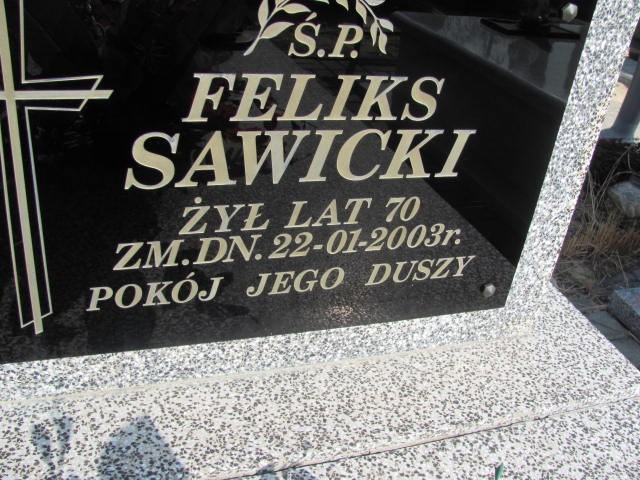 Ś.P.
FELIKS
SAWICKI
ŻYŁ LAT 70
ZM.DN. 22-01-2003r.
POKÓJ JEGO DUSZY